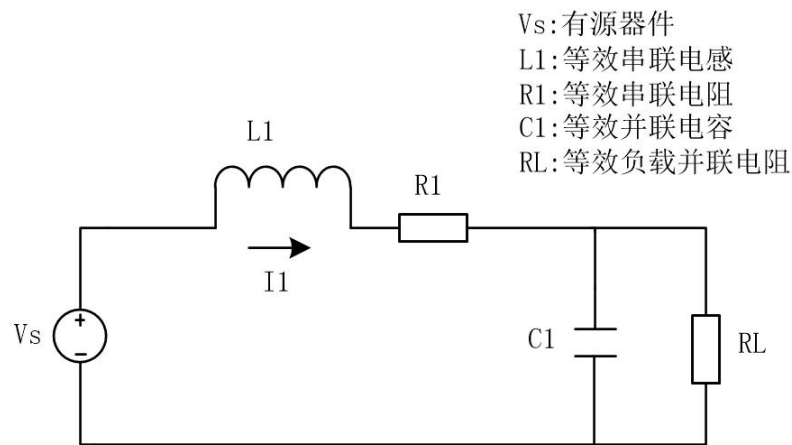 Vs:有源器件
L1:等效串联电感
R1:等效串联电阻
C1:等效并联电容
RL:等效负载并联电阻
L1
R1
I1
Vs
+
−
C1
RL